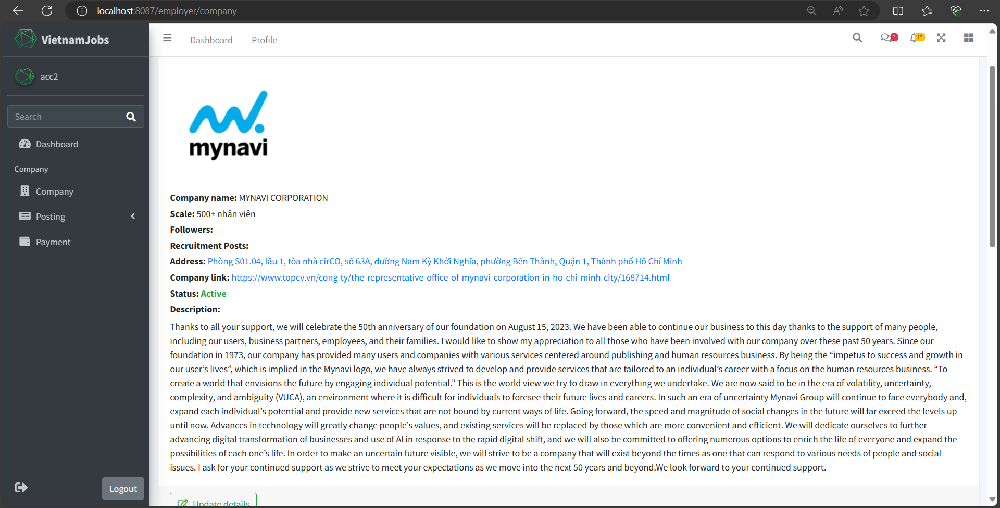 localhost:8087/employer/company
VietnamJobs
Dashboard Profile
3
15
acc2
Search
Dashboard
Company
Company
Posting
Payment
Logout
mynavi
Company name: MYNAVI CORPORATION
Scale: 500+ nhân viên
Followers:
Recruitment Posts:
Address: Phòng S01.04, lầu 1, tòa nhà cirCO, số 63A, đường Nam Kỳ Khởi Nghĩa, phường Bến Thành, Quận 1, Thành phố Hồ Chí Minh
Company link: https://www.topcv.vn/cong-ty/the-representative-office-of-mynavi-corporation-in-ho-chi-minh-city/168714.html
Status: Active
Description:
Thanks to all your support, we will celebrate the 50th anniversary of our foundation on August 15, 2023. We have been able to continue our business to this day thanks to the support of many people,
including our users, business partners, employees, and their families. I would like to show my appreciation to all those who have been involved with our company over these past 50 years. Since our
foundation in 1973, our company has provided many users and companies with various services centered around publishing and human resources business. By being the “impetus to success and growth in
our user’s lives”, which is implied in the Mynavi logo, we have always strived to develop and provide services that are tailored to an individual’s career with a focus on the human resources business. “To
create a world that envisions the future by engaging individual potential.” This is the world view we try to draw in everything we undertake. We are now said to be in the era of volatility, uncertainty,
complexity, and ambiguity (VUCA), an environment where it is difficult for individuals to foresee their future lives and careers. In such an era of uncertainty Mynavi Group will continue to face everybody and,
expand each individual’s potential and provide new services that are not bound by current ways of life. Going forward, the speed and magnitude of social changes in the future will far exceed the levels up
until now. Advances in technology will greatly change people’s values, and existing services will be replaced by those which are more convenient and efficient. We will dedicate ourselves to further
advancing digital transformation of businesses and use of AI in response to the rapid digital shift, and we will also be committed to offering numerous options to enrich the life of everyone and expand the
possibilities of each one’s life. In order to make an uncertain future visible, we will strive to be a company that will exist beyond the times as one that can respond to various needs of people and social
issues. I ask for your continued support as we strive to meet your expectations as we move into the next 50 years and beyond.We look forward to your continued support.
Update details